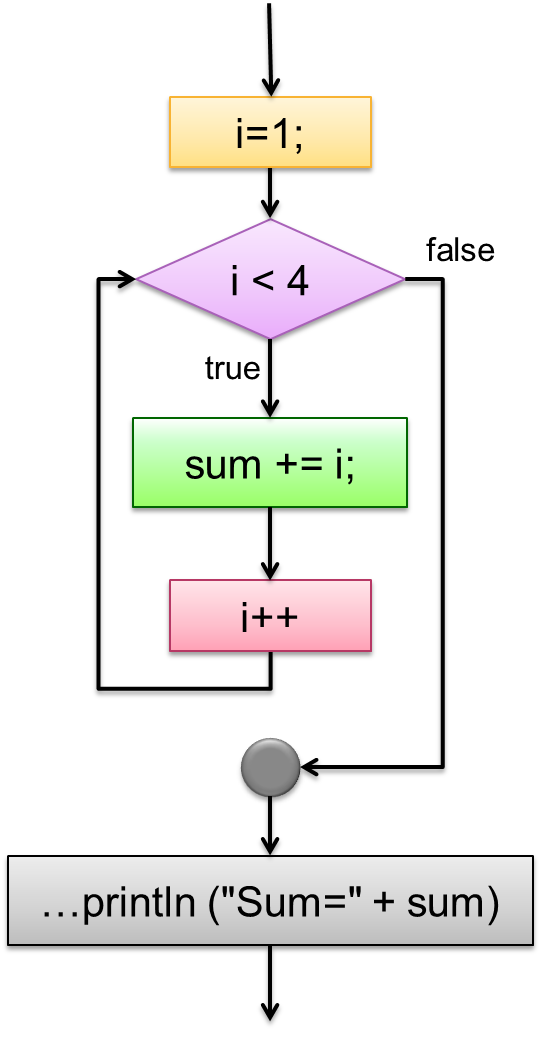 i=1;
i < 4
false
true
sum += i;
i++
…println ("Sum=" + sum)